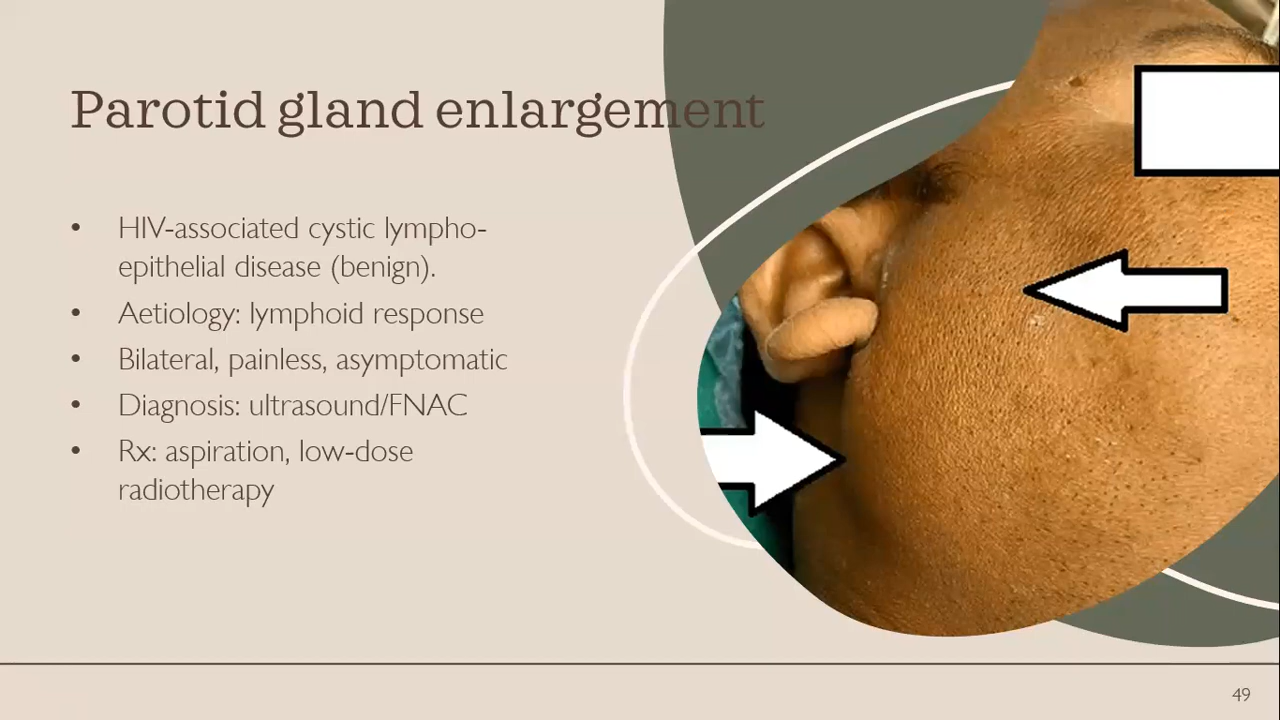 Parotid gland enlargement
• HIV-associated cystic lympho-
epithelial disease (benign).
• Aetiology: lymphoid response
• Bilateral, painless, asymptomatic
• Diagnosis: ultrasound/FNAC
• Rx: aspiration, low-dose
radiotherapy
49